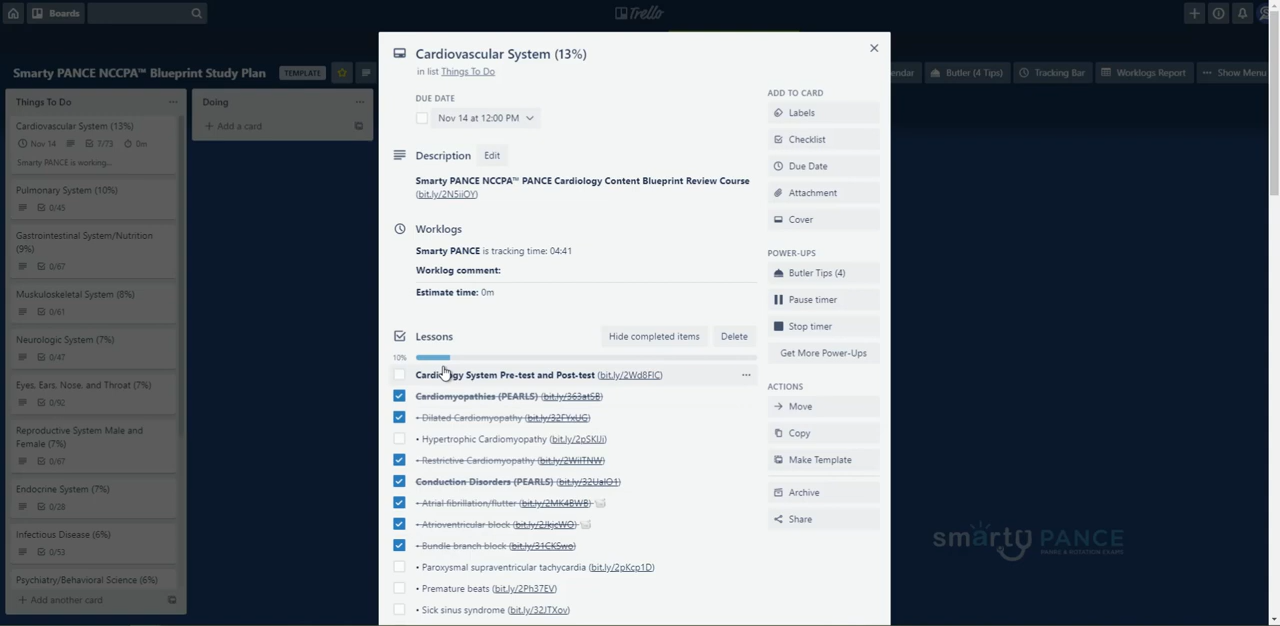 Boards
Trello
Smarty PANCE NCCPA™ Blueprint Study Plan
TEMPLATE
Butler (4 Tips)
Tracking Bar
Worklogs Report
Show Menu
Things To Do
Cardiovascular System (13%)
Nov 14
7/73
0m
Smarty PANCE is working...
Pulmonary System (10%)
0/45
Gastrointestinal System/Nutrition
(9%)
0/67
Muskuloskeletal System (8%)
0/61
Neurologic System (7%)
0/47
Eyes, Ears, Nose, and Throat (7%)
0/92
Reproductive System Male and
Female (7%)
0/67
Endocrine System (7%)
0/28
Infectious Disease (6%)
0/53
Psychiatry/Behavioral Science (6%)
+ Add another card
Doing
+ Add a card
Cardiovascular System (13%)
in list Things To Do
DUE DATE
Nov 14 at 12:00 PM
Description Edit
Smarty PANCE NCCPA™ PANCE Cardiology Content Blueprint Review Course
(bit.ly/2N5iiOY)
Worklogs
Smarty PANCE is tracking time: 04:41
Worklog comment:
Estimate time: 0m
Lessons
Hide completed items
Delete
10%
Cardiology System Pre-test and Post-test (bit.ly/2Wd8FIC)
Cardiomyopathies (PEARLS) (bit.ly/363atSB)
• Dilated Cardiomyopathy (bit.ly/32FYxUG)
• Hypertrophic Cardiomyopathy (bit.ly/2pSKIJi)
• Restrictive Cardiomyopathy (bit.ly/2WiITNW)
Conduction Disorders (PEARLS) (bit.ly/32UaIO1)
• Atrial fibrillation/flutter (bit.ly/2MK4BWB)
• Atrioventricular block (bit.ly/2JkjcWO)
• Bundle branch block (bit.ly/31CKSwo)
• Paroxysmal supraventricular tachycardia (bit.ly/2pKcp1D)
• Premature beats (bit.ly/2Ph37EV)
• Sick sinus syndrome (bit.ly/32JTXov)
ADD TO CARD
Labels
Checklist
Due Date
Attachment
Cover
POWER-UPS
Butler Tips (4)
Pause timer
Stop timer
Get More Power-Ups
ACTIONS
Move
Copy
Make Template
Archive
Share
smarty PANCE